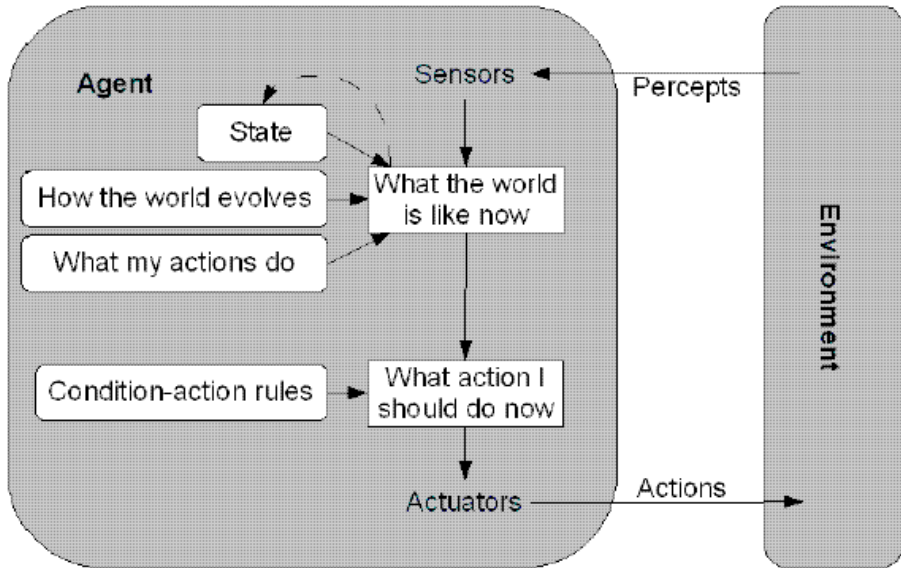 Agent
Sensors
Percepts
State
How the world evolves
What the world
is like now
What my actions do
Environment
Condition-action rules
What action I
should do now
Actuators
Actions